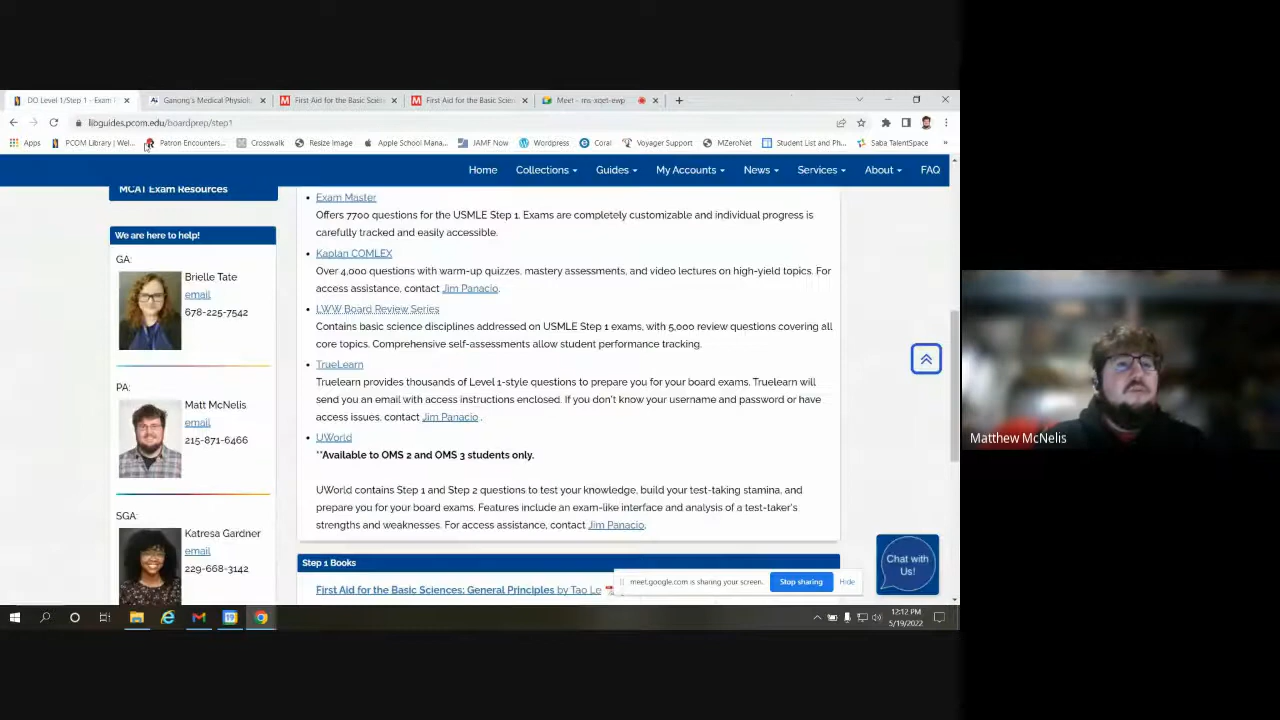 DO Level 1/Step 1 - Exam
Ganong's Medical Physiolo
First Aid for the Basic Scien
First Aid for the Basic Scien
Meet – ms-xqet-ewp
libguides.pcom.edu/boardprep/step1
Apps
PCOM Library | Wel...
Patron Encounters...
Crosswalk
Resize Image
Apple School Mana...
JAMF Now
Wordpress
Coral
Voyager Support
MZeroNet
Student List and Ph...
Saba TalentSpace
»
Home
Collections
Guides
My Accounts
News
Services
About
FAQ
MCAT Exam Resources
We are here to help!
GA:
Brielle Tate
email
678-225-7542
PA:
Matt McNelis
email
215-871-6466
SGA:
Katresa Gardner
email
229-668-3142
• Exam Master
Offers 7700 questions for the USMLE Step 1. Exams are completely customizable and individual progress is
carefully tracked and easily accessible.
• Kaplan COMLEX
Over 4,000 questions with warm-up quizzes, mastery assessments, and video lectures on high-yield topics. For
access assistance, contact Jim Panacio.
• LWW Board Review Series
Contains basic science disciplines addressed on USMLE Step 1 exams, with 5,000 review questions covering all
core topics. Comprehensive self-assessments allow student performance tracking.
• TrueLearn
Truelearn provides thousands of Level 1-style questions to prepare you for your board exams. Truelearn will
send you an email with access instructions enclosed. If you don't know your username and password or have
access issues, contact Jim Panacio .
• UWorld
**Available to OMS 2 and OMS 3 students only.
UWorld contains Step 1 and Step 2 questions to test your knowledge, build your test-taking stamina, and
prepare you for your board exams. Features include an exam-like interface and analysis of a test-taker's
strengths and weaknesses. For access assistance, contact Jim Panacio.
Step 1 Books
First Aid for the Basic Sciences: General Principles by Tao Le
Chat with
Us!
meet.google.com is sharing your screen.
Stop sharing
Hide
12:12 PM
5/19/2022
Matthew McNelis